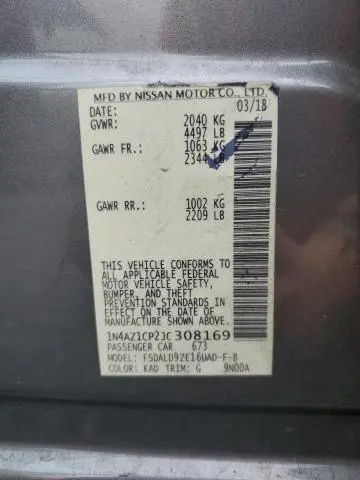 MFD BY NISSAN MOTOR CO., LTD.
DATE: 03/18
GVWR: 2040 KG
4497 LB
GAWR FR.: 1063 KG
2344 LB
GAWR RR.: 1002 KG
2209 LB
THIS VEHICLE CONFORMS TO
ALL APPLICABLE FEDERAL
MOTOR VEHICLE SAFETY,
BUMPER, AND THEFT
PREVENTION STANDARDS IN
EFFECT ON THE DATE OF
MANUFACTURE SHOWN ABOVE.
1N4AZ1CP2JC308169
PASSENGER CAR 673
MODEL: FSDALD9ZE16UAD-F-8
COLOR: KAD TRIM: G 9N00A